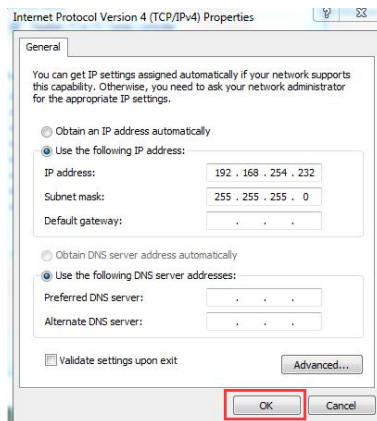 Internet Protocol Version 4 (TCP/IPv4) Properties
General
You can get IP settings assigned automatically if your network supports
this capability. Otherwise, you need to ask your network administrator
for the appropriate IP settings.
Obtain an IP address automatically
Use the following IP address:
IP address: 192 . 168 . 254 . 232
Subnet mask: 255 . 255 . 255 . 0
Default gateway: . . .
Obtain DNS server address automatically
Use the following DNS server addresses:
Preferred DNS server: . . .
Alternate DNS server: . . .
Validate settings upon exit
Advanced...
OK Cancel